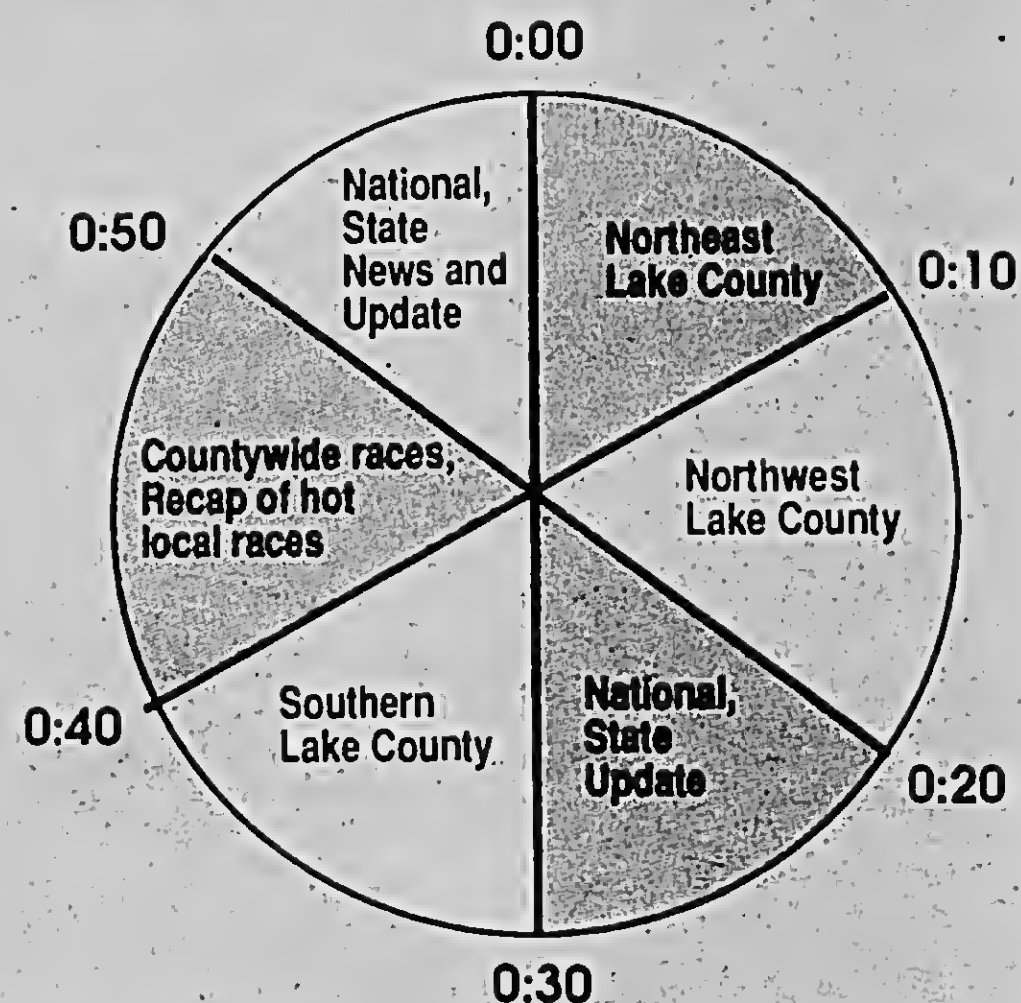 0:00
Northeast
Lake County
0:10
Northwest
Lake County
0:20
National,
State
Update
0:30
Southern
Lake County
0:40
Countywide races,
Recap of hot
local races
0:50
National,
State
News and
Update